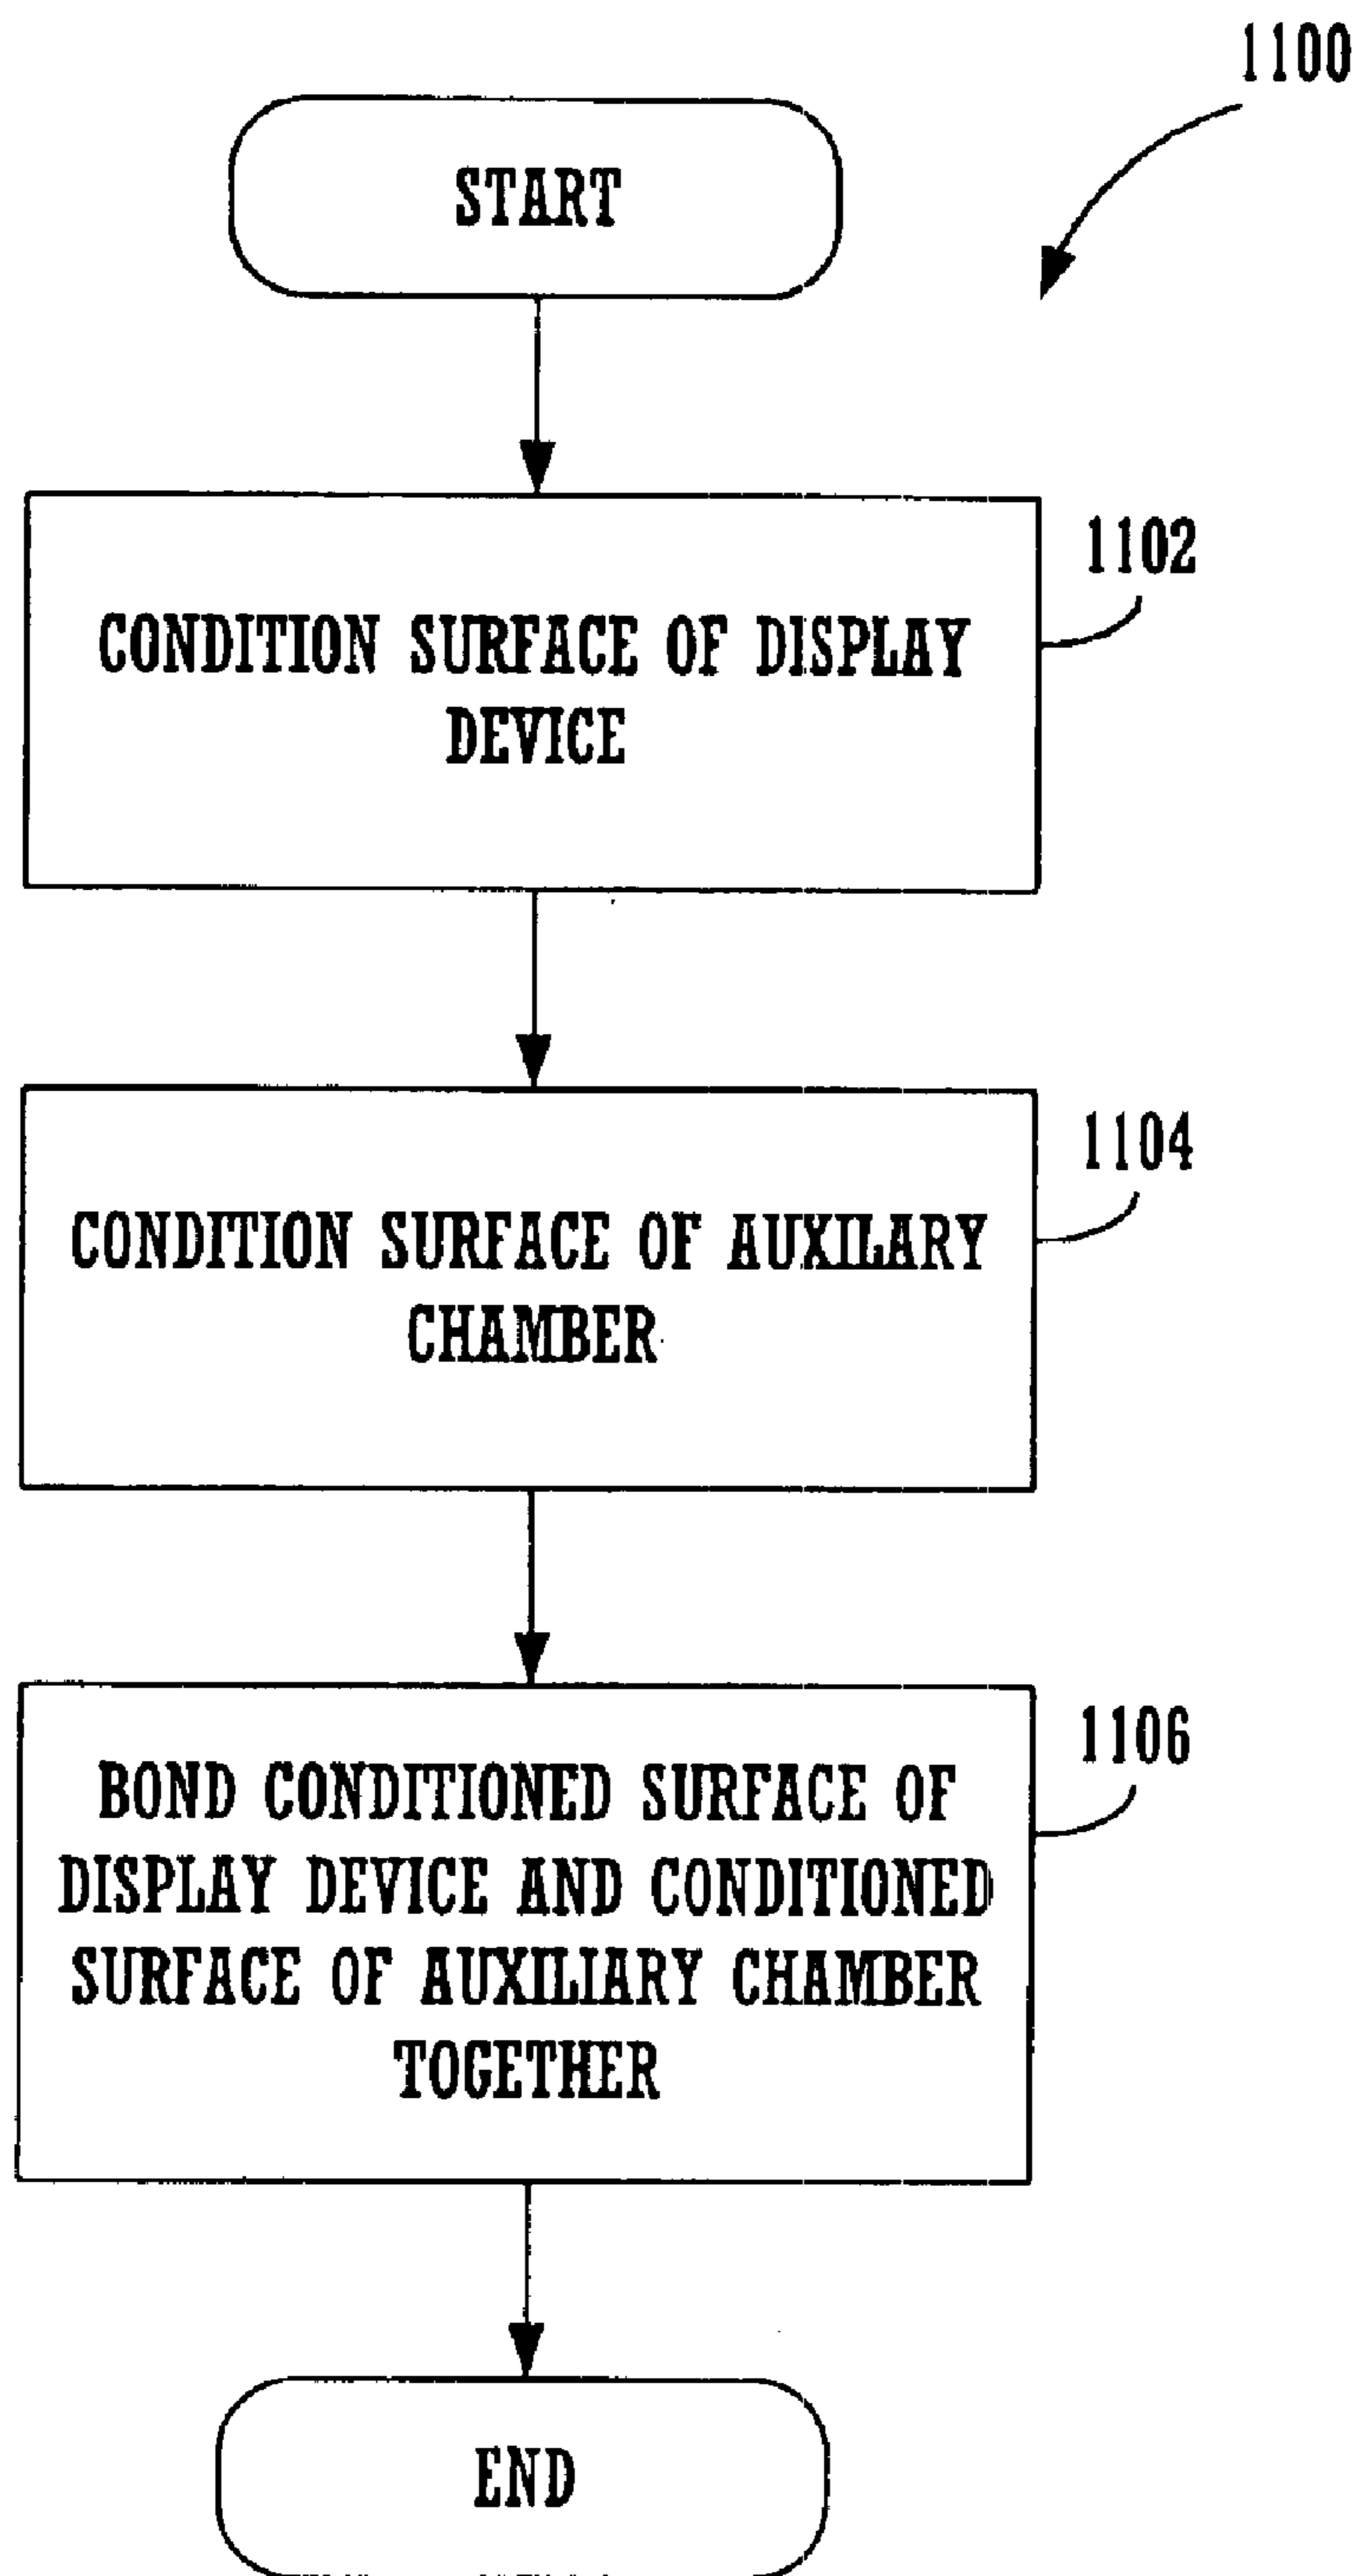 1100
START
CONDITION SURFACE OF DISPLAY
DEVICE
1102
CONDITION SURFACE OF AUXILARY
CHAMBER
1104
BOND CONDITIONED SURFACE OF
DISPLAY DEVICE AND CONDITIONED
SURFACE OF AUXILIARY CHAMBER
TOGETHER
1106
END